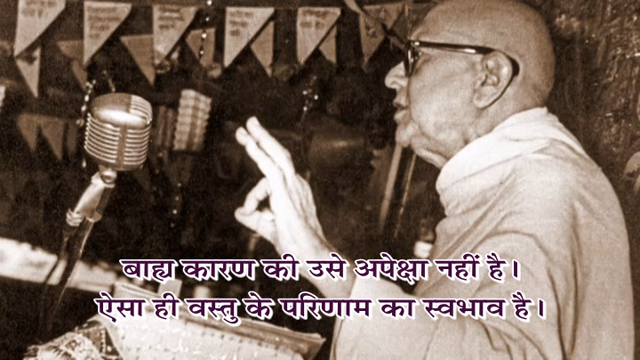 बाह्य कारण की उसे अपेक्षा नहीं है।
ऐसा ही वस्तु के परिणाम का स्वभाव है।